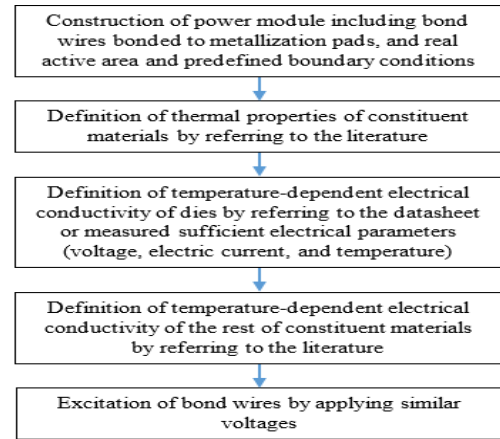 Construction of power module including bond
wires bonded to metallization pads, and real
active area and predefined boundary conditions
Definition of thermal properties of constituent
materials by referring to the literature
Definition of temperature-dependent electrical
conductivity of dies by referring to the datasheet
or measured sufficient electrical parameters
(voltage, electric current, and temperature)
Definition of temperature-dependent electrical
conductivity of the rest of constituent materials
by referring to the literature
Excitation of bond wires by applying similar
voltages